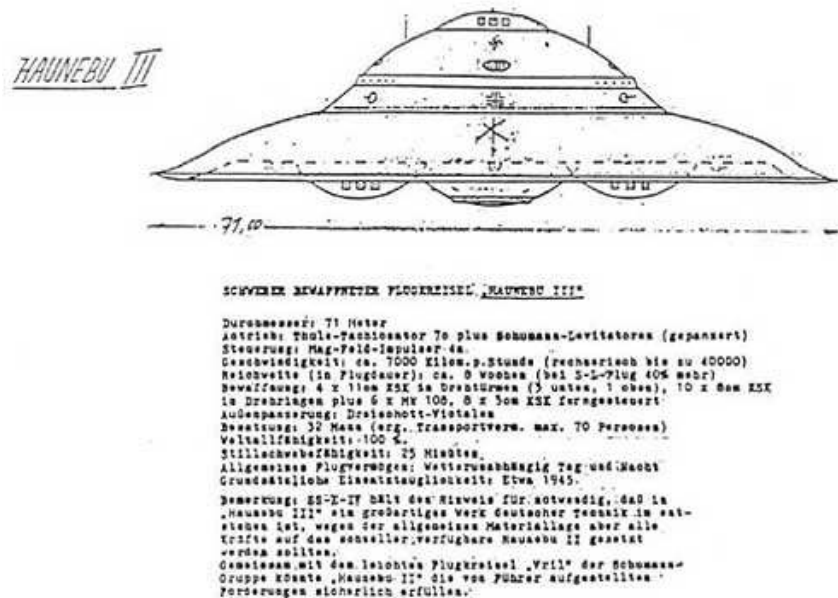 HAUNEBU III
71,00
SCHWERER BEWAFFNETER FLUGKREISEL „HAUNEBU III"
Durchmesser: 71 Meter
Antrieb: Thule-Tachionator 7o plus Schumann-Levitatoren (gepanzert)
Steuerung: Mag-Feld-Impulser 4a
Geschwindigkeit: ca. 7000 Kilom.p.Stunde (rechnerisch bis zu 40000)
Reichweite (in Flugdauer): ca. 8 Wochen (bei S-L-Flug 40% mehr)
Bewaffnung: 4 x 11cm KSK in Drehtürmen (3 unten, 1 oben), 10 x 8cm KSK
in Drehringen plus 6 x MK 108, 8 x 5cm KSK ferngesteuert
Außenpanzerung: Dreischott-Victalen
Besatzung: 32 Mann (erg. Transportverm. max. 70 Personen)
Weltallfähigkeit: 100 %
Stillschwebefähigkeit: 25 Minuten
Allgemeines Flugvermögen: Wetterunabhängig Tag und Nacht
Grundsätzliche Einsatztauglichkeit: Etwa 1945.
Bemerkung: SS-E-IV hält den Hinweis für notwendig, daß in
„Haunebu III" ein großartiges Werk deutscher Technik im ent-
stehen ist, wegen der allgemeinen Materiallage aber alle
Kräfte auf das schneller verfügbare Haunebu II gesetzt
werden sollten.
Gemeinsam mit dem leichten Flugkreisel „Vril" der Schumann-
Gruppe könnte „Haunebu II" die vom Führer aufgestellten
Forderungen sicherlich erfüllen.